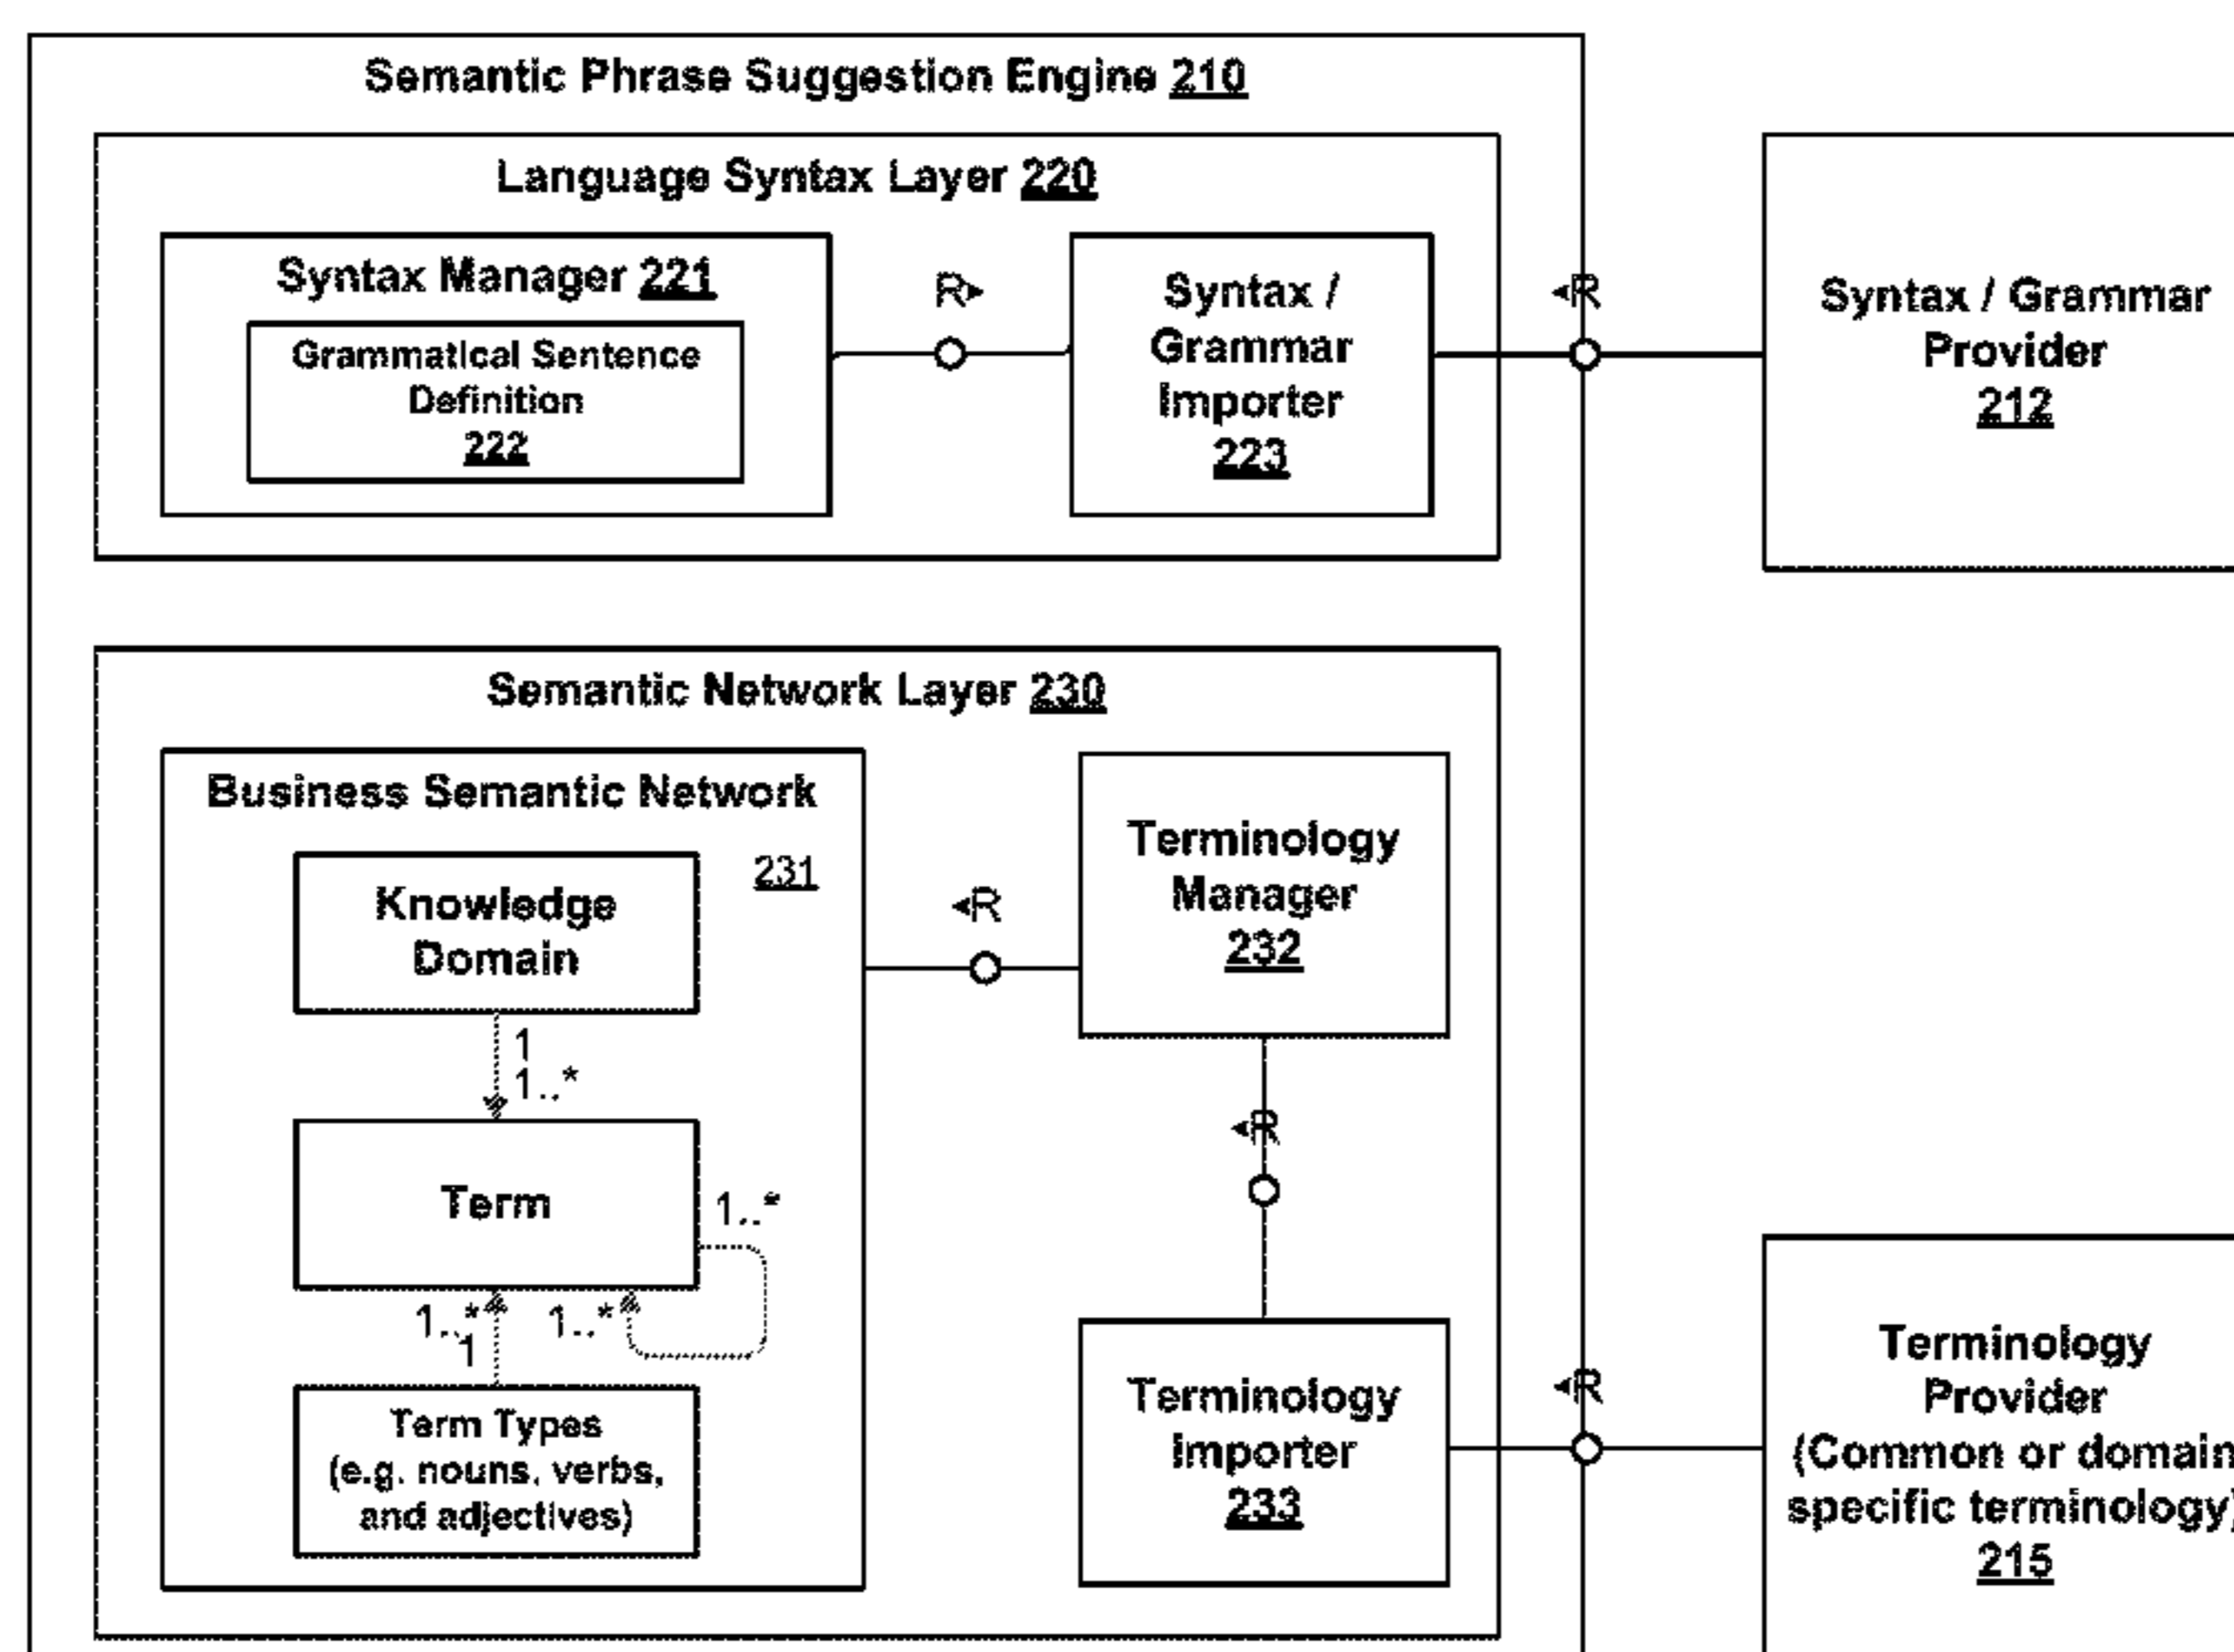 Semantic Phrase Suggestion Engine 210
Language Syntax Layer 220
Syntax Manager 221
Grammatical Sentence
Definition
222
R▸
Syntax /
Grammar
Importer
223
◂R
Syntax / Grammar
Provider
212
Semantic Network Layer 230
Business Semantic Network
231
Knowledge
Domain
1
1..*
Term
1..*
1..*
1
1..*
Term Types
(e.g. nouns, verbs,
and adjectives)
◂R
Terminology
Manager
232
◂R
Terminology
Importer
233
◂R
Terminology
Provider
(Common or domain
specific terminology)
215